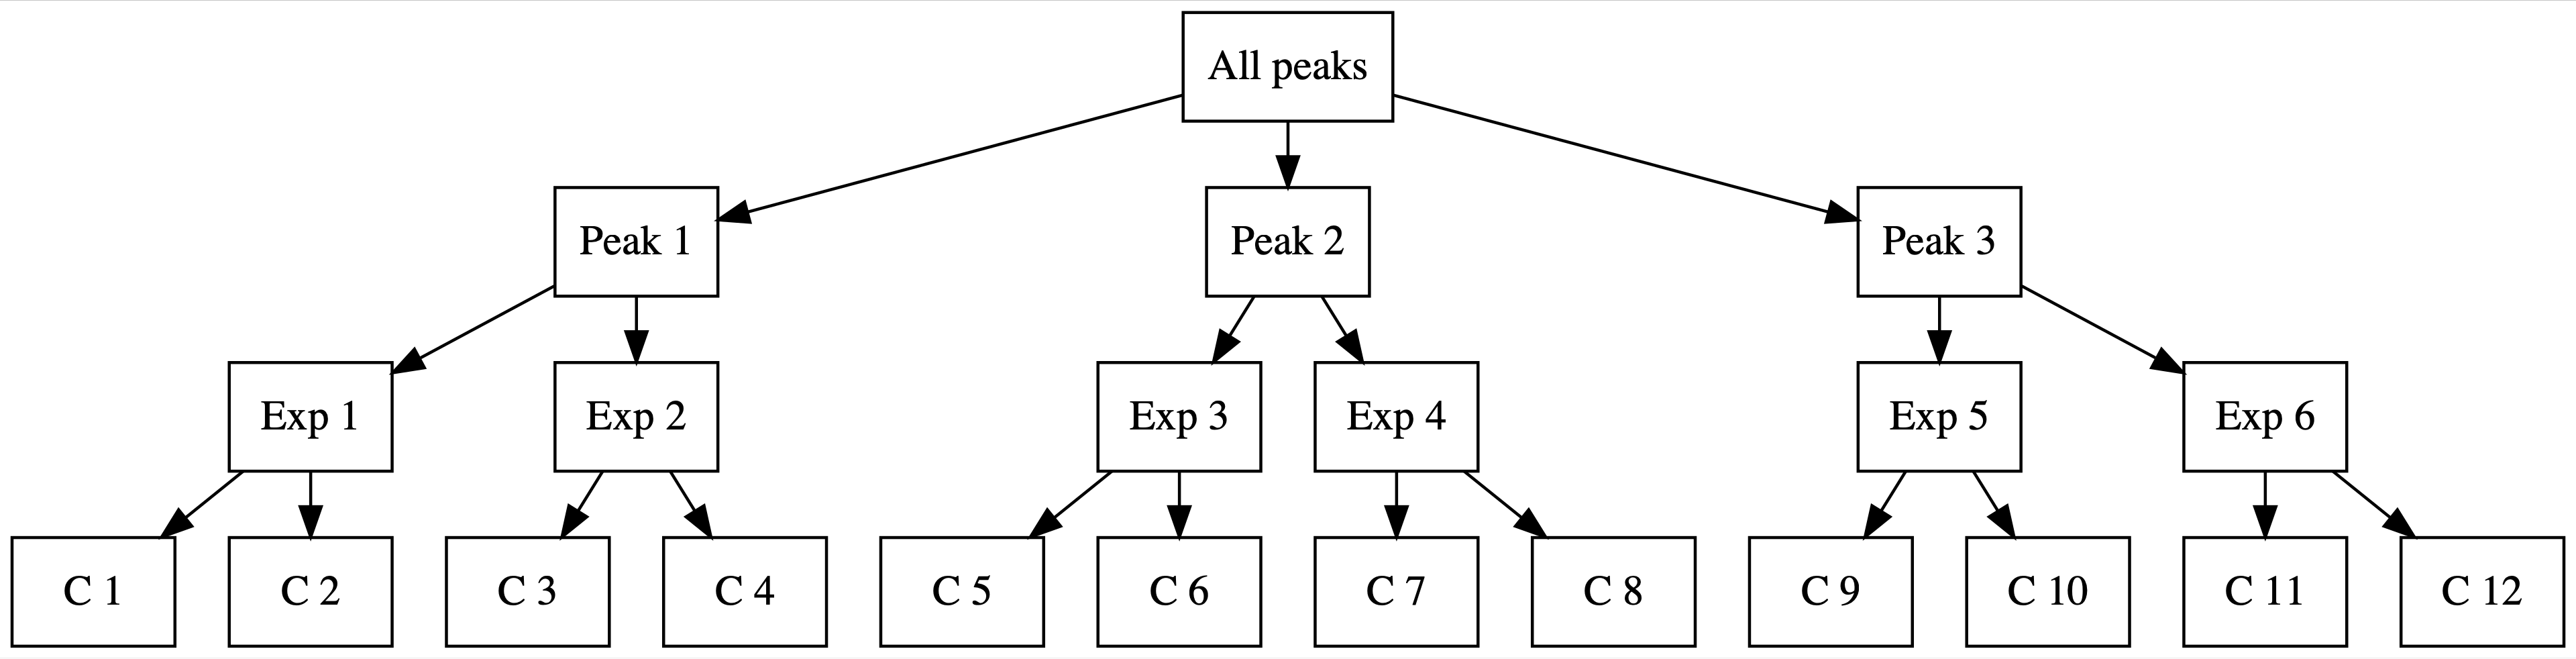 All peaks
Peak 1
Peak 2
Peak 3
Exp 1
Exp 2
Exp 3
Exp 4
Exp 5
Exp 6
C 1
C 2
C 3
C 4
C 5
C 6
C 7
C 8
C 9
C 10
C 11
C 12